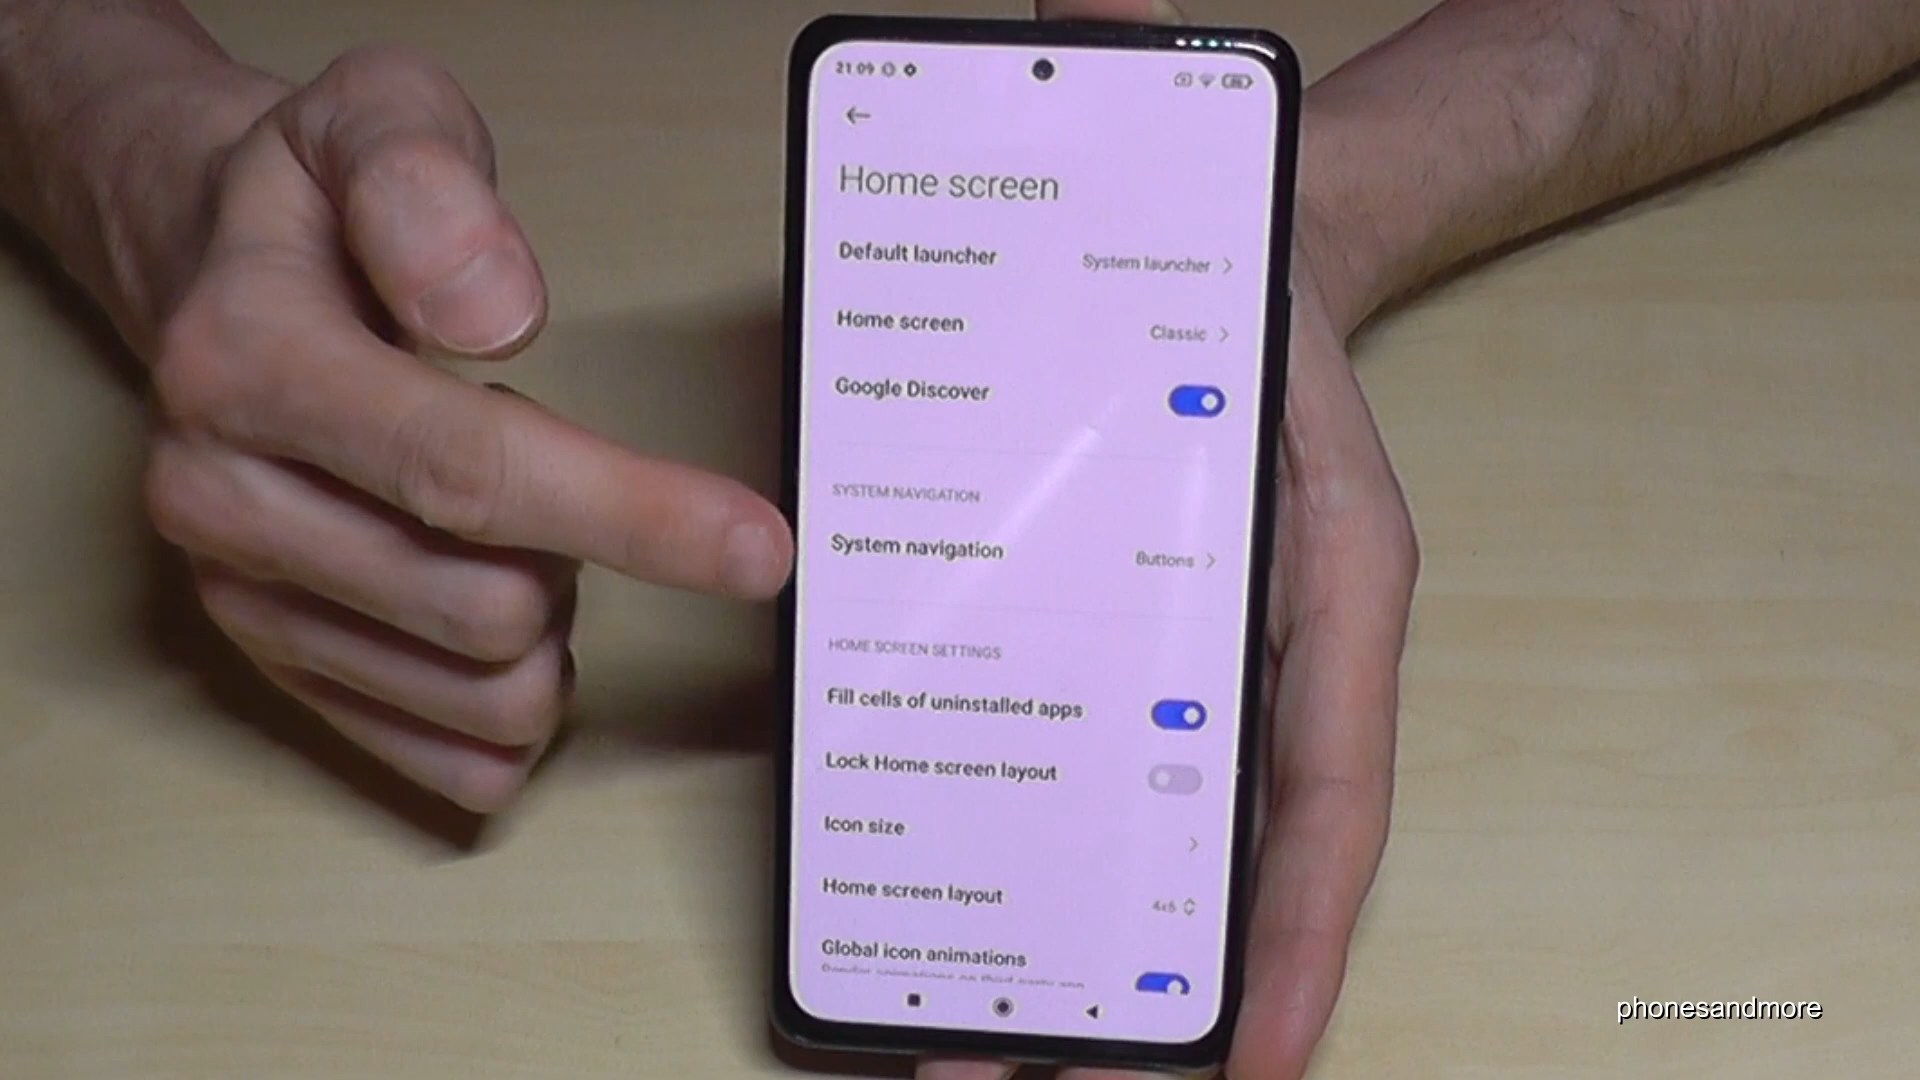 21:09
Home screen
Default launcher System launcher
Home screen Classic
Google Discover
SYSTEM NAVIGATION
System navigation Buttons
HOME SCREEN SETTINGS
Fill cells of uninstalled apps
Lock Home screen layout
Icon size
Home screen layout 4x6
Global icon animations
phonesandmore